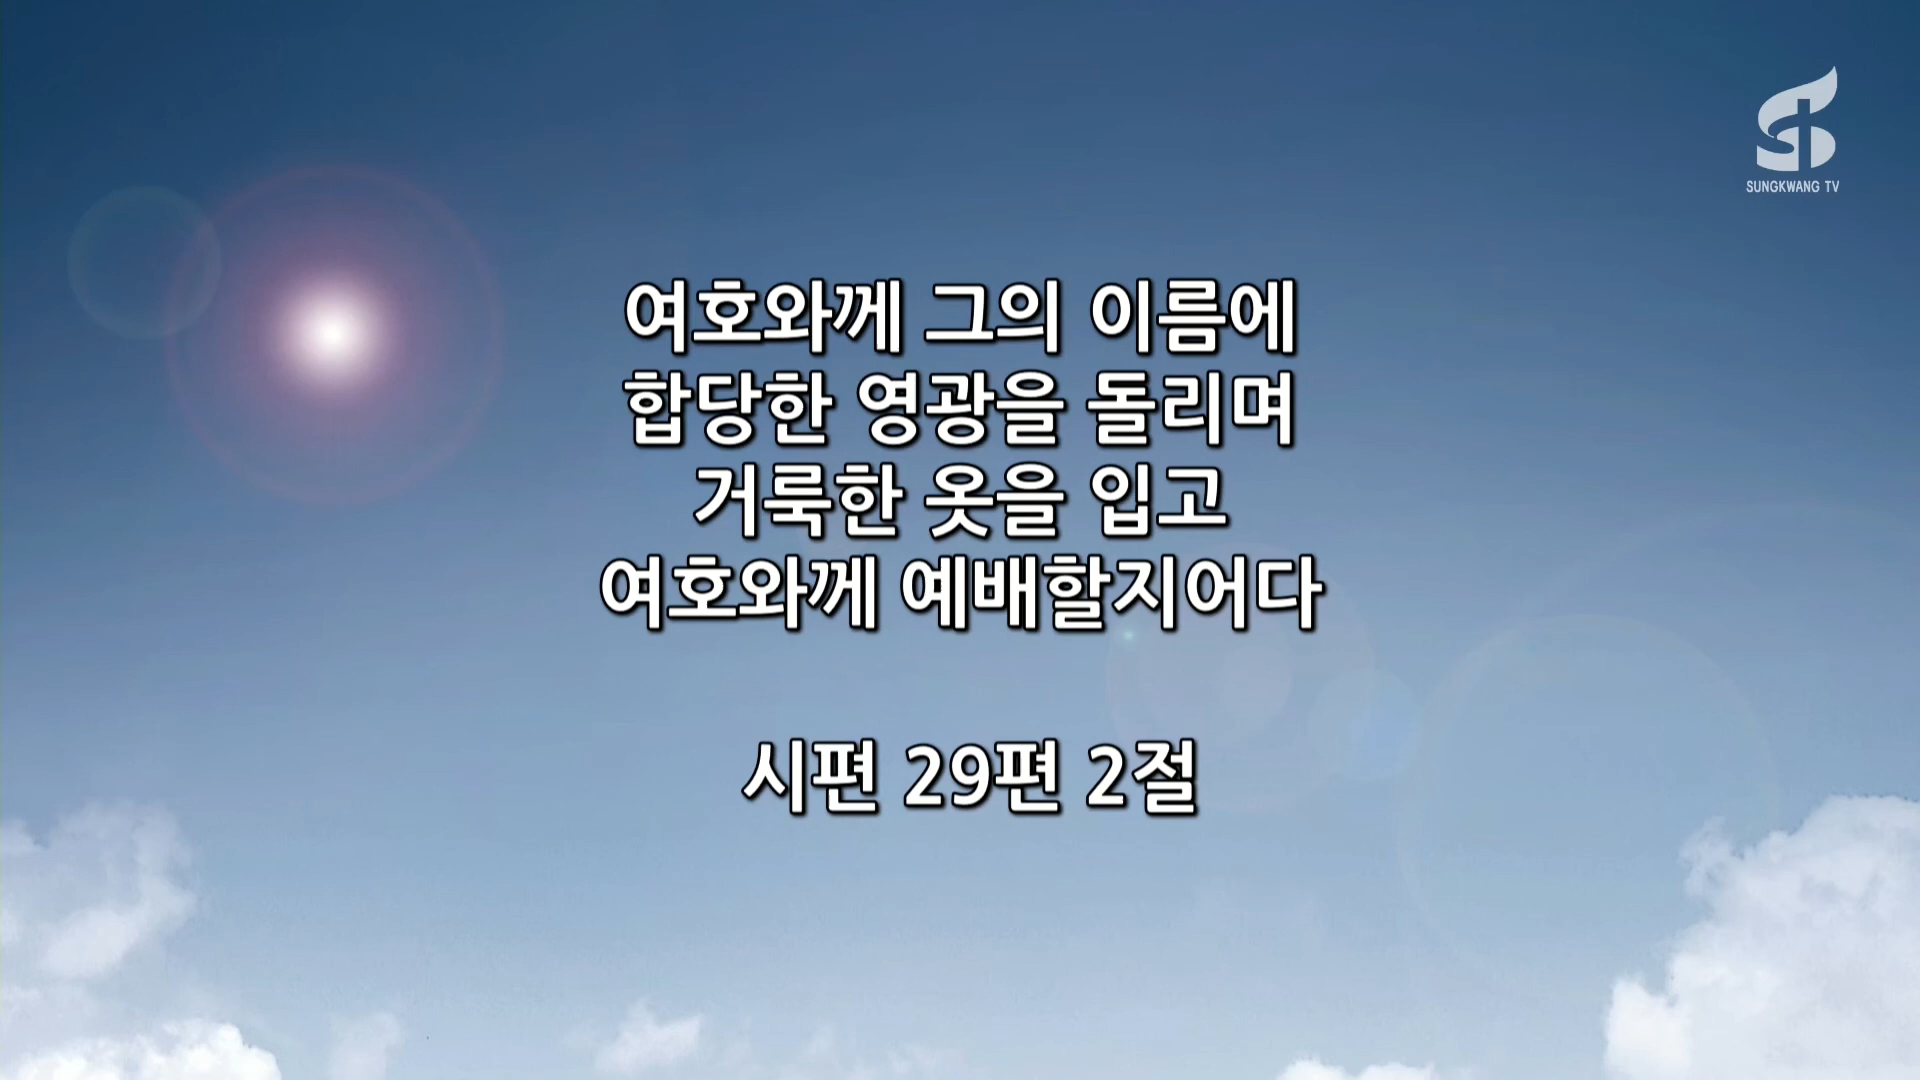 SUNGKWANG TV
여호와께 그의 이름에
합당한 영광을 돌리며
거룩한 옷을 입고
여호와께 예배할지어다
시편 29편 2절